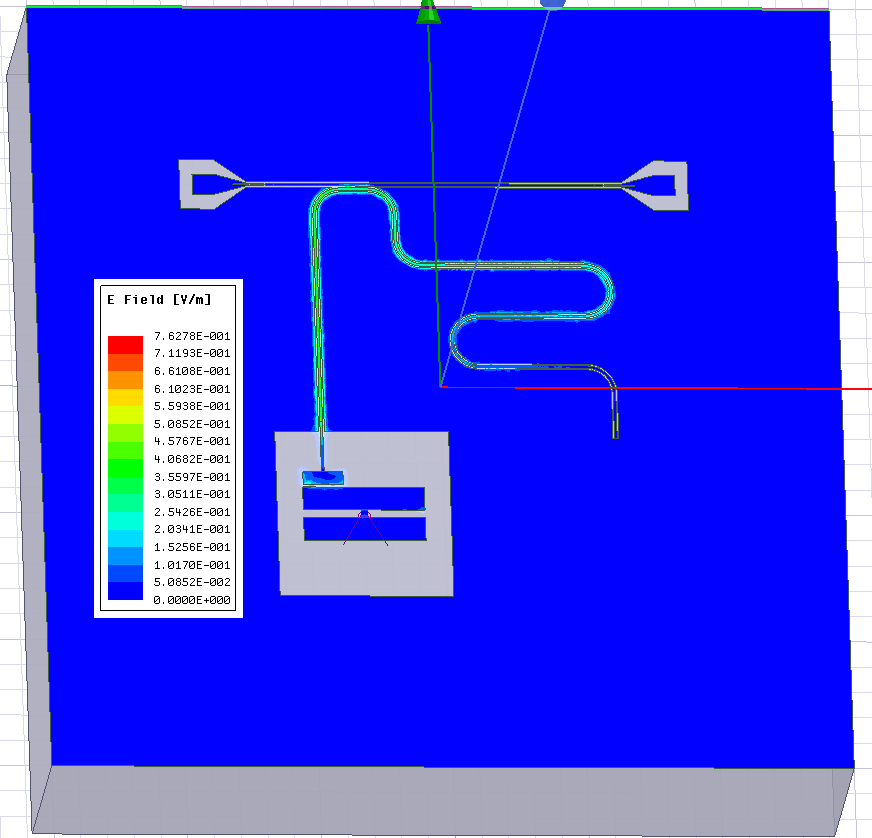 E Field [V/m]
7.6278E-001
7.1193E-001
6.6108E-001
6.1023E-001
5.5938E-001
5.0852E-001
4.5767E-001
4.0682E-001
3.5597E-001
3.0511E-001
2.5426E-001
2.0341E-001
1.5256E-001
1.0170E-001
5.0852E-002
0.0000E+000